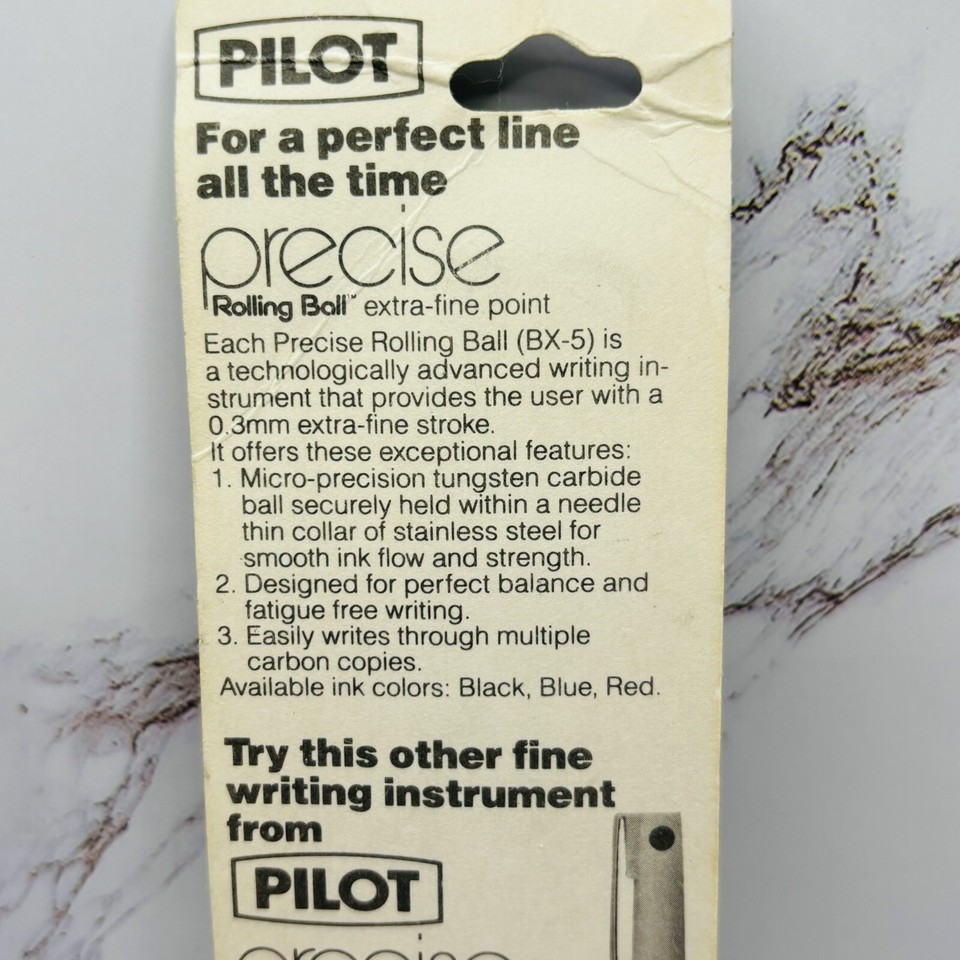 PILOT
For a perfect line
all the time
precise
Rolling Ball™ extra-fine point
Each Precise Rolling Ball (BX-5) is
a technologically advanced writing in-
strument that provides the user with a
0.3mm extra-fine stroke.
It offers these exceptional features:
1. Micro-precision tungsten carbide
ball securely held within a needle
thin collar of stainless steel for
smooth ink flow and strength.
2. Designed for perfect balance and
fatigue free writing.
3. Easily writes through multiple
carbon copies.
Available ink colors: Black, Blue, Red.
Try this other fine
writing instrument
from
PILOT
precise